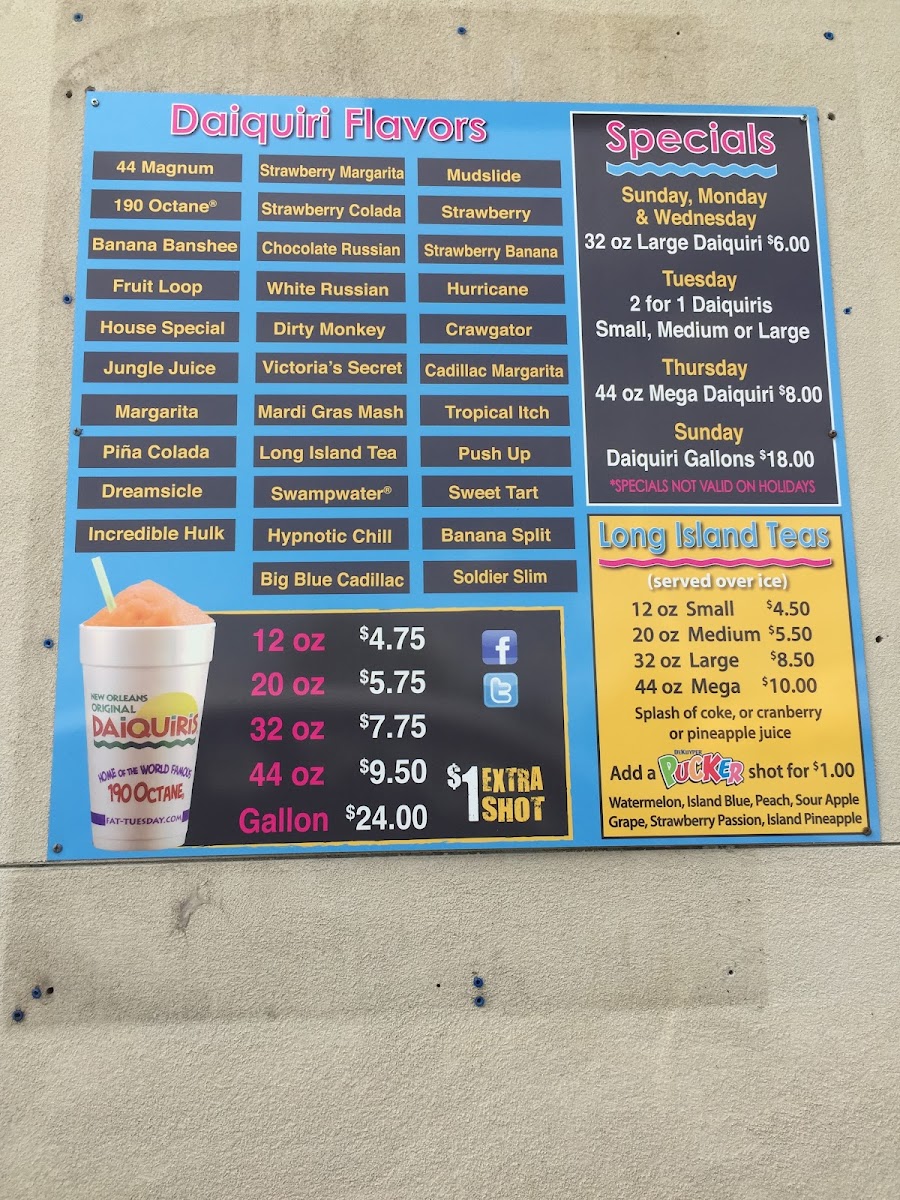 Daiquiri Flavors
44 Magnum
190 Octane®
Banana Banshee
Fruit Loop
House Special
Jungle Juice
Margarita
Piña Colada
Dreamsicle
Incredible Hulk
Strawberry Margarita
Strawberry Colada
Chocolate Russian
White Russian
Dirty Monkey
Victoria's Secret
Mardi Gras Mash
Long Island Tea
Swampwater®
Hypnotic Chill
Big Blue Cadillac
Mudslide
Strawberry
Strawberry Banana
Hurricane
Crawgator
Cadillac Margarita
Tropical Itch
Push Up
Sweet Tart
Banana Split
Soldier Slim
NEW ORLEANS
ORIGINAL
DAiQUiRiS
HOME OF THE WORLD FAMOUS
190 OCTANE
FAT-TUESDAY.COM
12 oz $4.75
20 oz $5.75
32 oz $7.75
44 oz $9.50
Gallon $24.00
f
t
$1 EXTRA
SHOT
Specials
Sunday, Monday
& Wednesday
32 oz Large Daiquiri $6.00
Tuesday
2 for 1 Daiquiris
Small, Medium or Large
Thursday
44 oz Mega Daiquiri $8.00
Sunday
Daiquiri Gallons $18.00
*SPECIALS NOT VALID ON HOLIDAYS
Long Island Teas
(served over ice)
12 oz Small $4.50
20 oz Medium $5.50
32 oz Large $8.50
44 oz Mega $10.00
Splash of coke, or cranberry
or pineapple juice
DEKUYPER
Add a PUCKER shot for $1.00
Watermelon, Island Blue, Peach, Sour Apple
Grape, Strawberry Passion, Island Pineapple